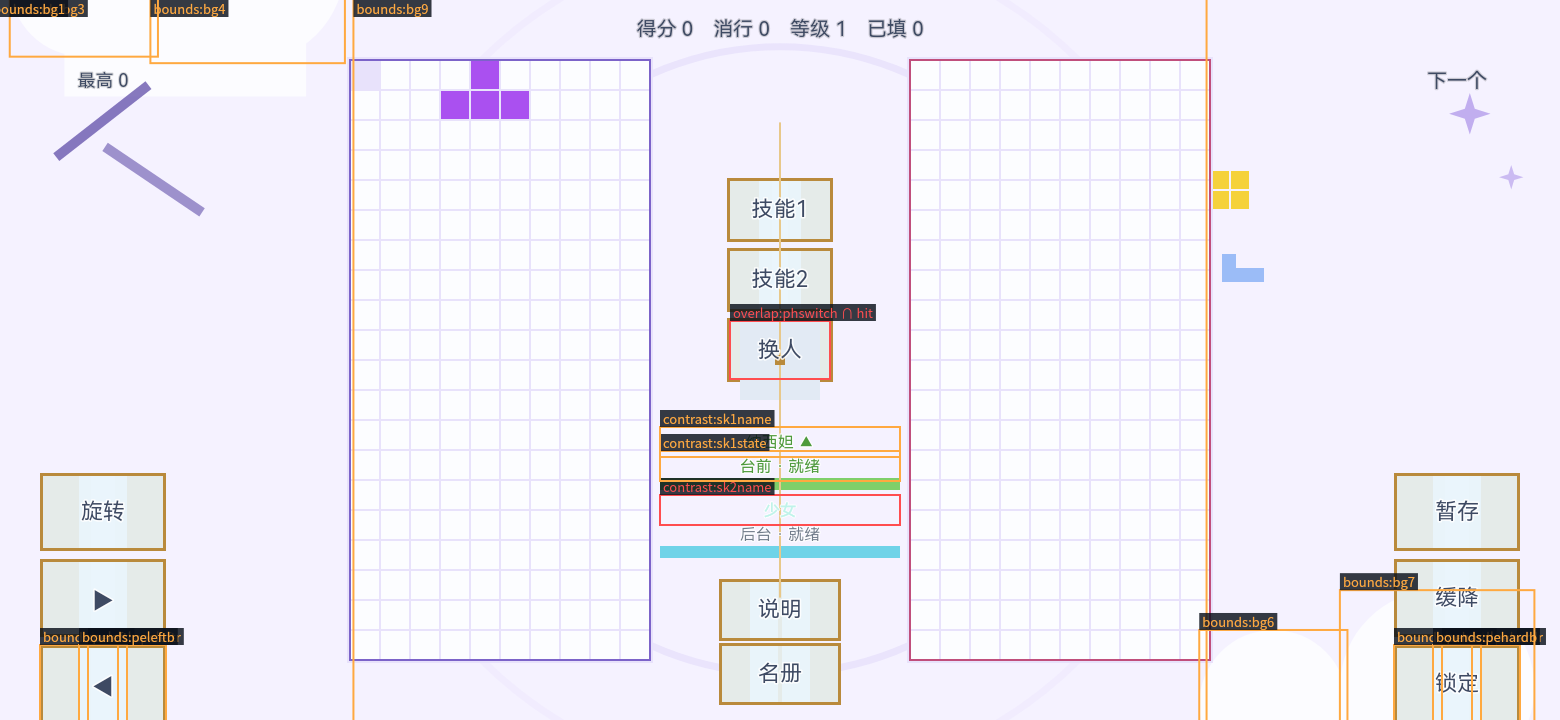 得分 0 消行 0 等级 1 已填 0
bounds:bg4
bounds:bg9
最高 0
下一个
技能1
技能2
overlap:phswitch ∩ hit
换人
contrast:sk1name
contrast:sk1state
台前 · 就绪
contrast:sk2name
少女
后台 · 就绪
说明
名册
旋转
▶
bounds:peleftb
◀
暂存
bounds:bg7
缓降
bounds:bg6
bounds:pehardb
锁定